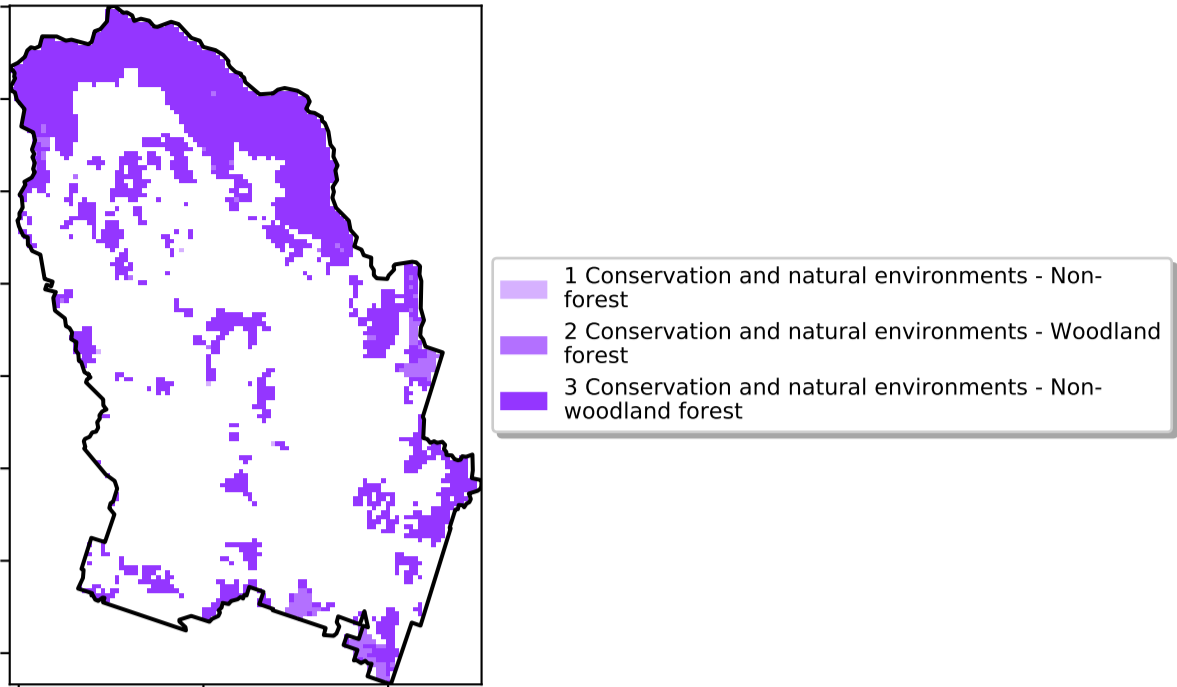 1 Conservation and natural environments - Non-
forest
2 Conservation and natural environments - Woodland
forest
3 Conservation and natural environments - Non-
woodland forest